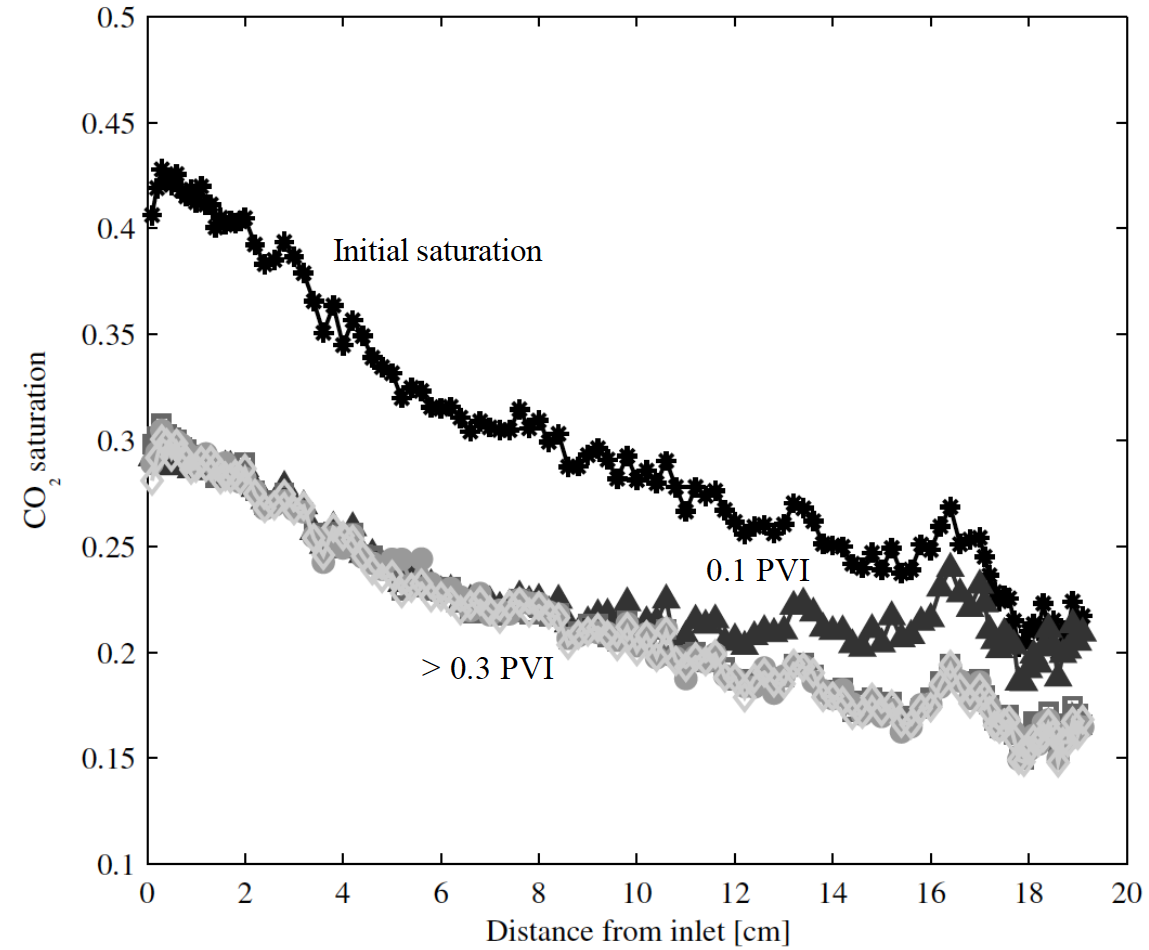 0.5
0.45
0.4
0.35
0.3
0.25
0.2
0.15
0.1
CO₂ saturation
Initial saturation
0.1 PVI
> 0.3 PVI
0 2 4 6 8 10 12 14 16 18 20
Distance from inlet [cm]